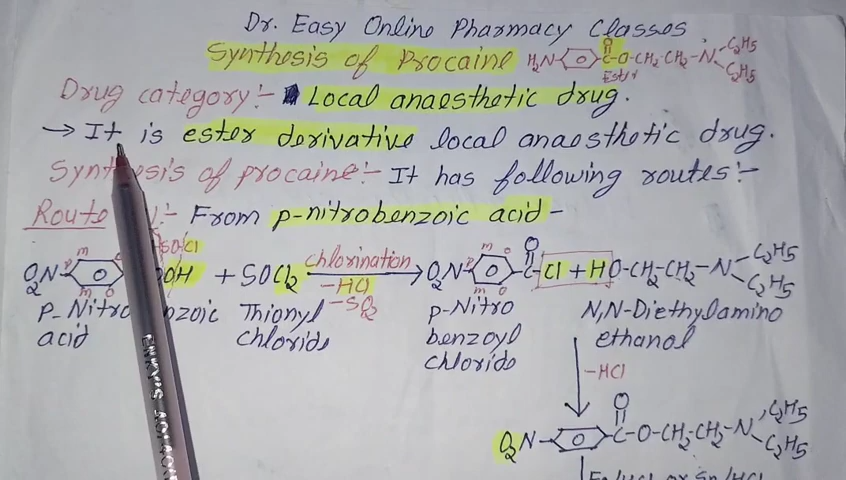 Dr. Easy Online Pharmacy Classes
Synthesis of Procaine H₂N-C-O-CH₂-CH₂-N C₂H₅ C₂H₅
O
Ester
Drug category:- Local anaesthetic drug.
→ It is ester derivative local anaesthetic drug.
Synthesis of procaine:- It has following routes:-
Route :- From p-nitrobenzoic acid-
O₂N OH + SOCl₂ chlorination → O₂N C Cl + HO-CH₂-CH₂-N C₂H₅ C₂H₅
-HCl
-SO₂
P-Nitro nzoic Thionyl p-Nitro N,N-Diethylamino
acid chloride benzoyl ethanol
chloride
-HCl
O₂N C-O-CH₂-CH₂-N C₂H₅ C₂H₅